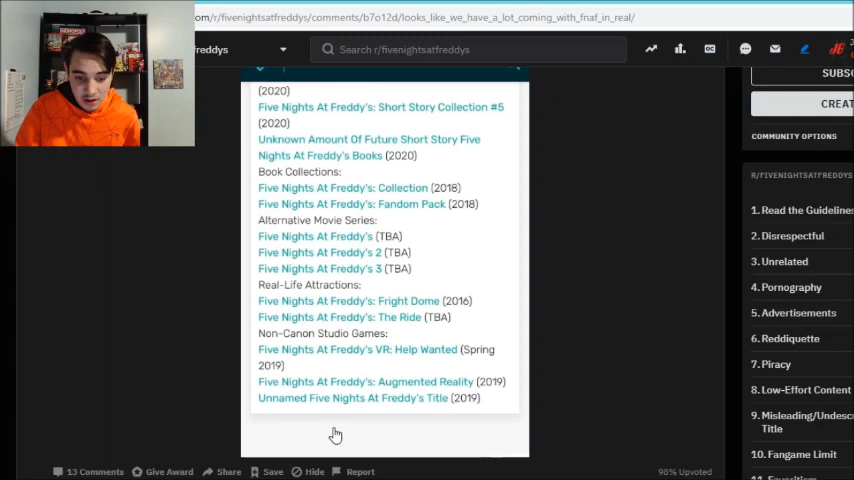 com/r/fivenightsatfreddys/comments/b7o12d/looks_like_we_have_a_lot_coming_with_fnaf_in_real/
MONOPOLY
reddys
Search r/fivenightsatfreddys
(2020)
Five Nights At Freddy's: Short Story Collection #5
(2020)
Unknown Amount Of Future Short Story Five
Nights At Freddy's Books (2020)
Book Collections:
Five Nights At Freddy's: Collection (2018)
Five Nights At Freddy's: Fandom Pack (2018)
Alternative Movie Series:
Five Nights At Freddy's (TBA)
Five Nights At Freddy's 2 (TBA)
Five Nights At Freddy's 3 (TBA)
Real-Life Attractions:
Five Nights At Freddy's: Fright Dome (2016)
Five Nights At Freddy's: The Ride (TBA)
Non-Canon Studio Games:
Five Nights At Freddy's VR: Help Wanted (Spring
2019)
Five Nights At Freddy's: Augmented Reality (2019)
Unnamed Five Nights At Freddy's Title (2019)
13 Comments Give Award Share Save Hide Report 98% Upvoted
SUBSC
CREAT
COMMUNITY OPTIONS
R/FIVENIGHTSATFREDDYS
1. Read the Guidelines
2. Disrespectful
3. Unrelated
4. Pornography
5. Advertisements
6. Reddiquette
7. Piracy
8. Low-Effort Content
9. Misleading/Undesc
Title
10. Fangame Limit